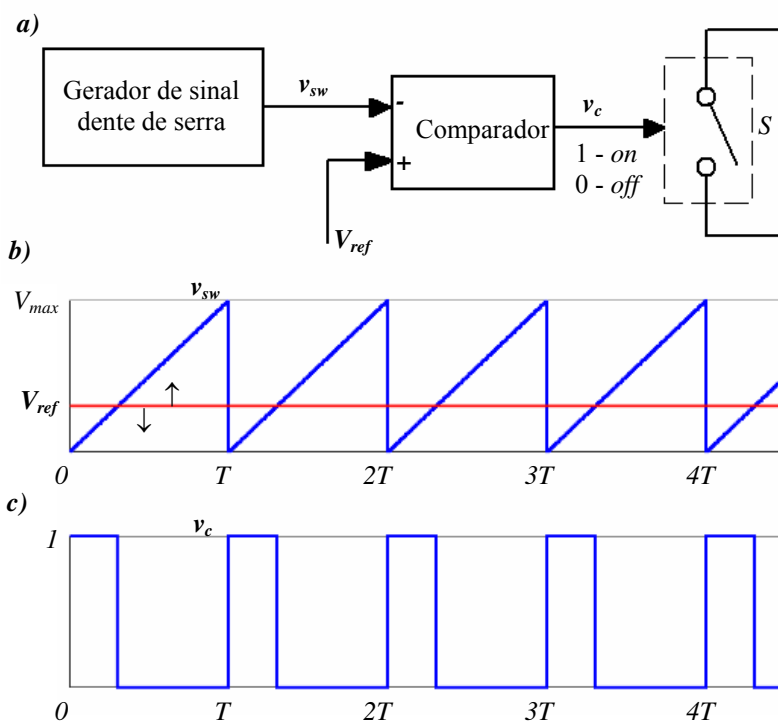 a)
Gerador de sinal
dente de serra
v_sw
-
+
Comparador
v_c
1 - on
0 - off
S
V_ref
b)
v_sw
V_max
V_ref
↑
↓
0 T 2T 3T 4T
c)
v_c
1
0 T 2T 3T 4T